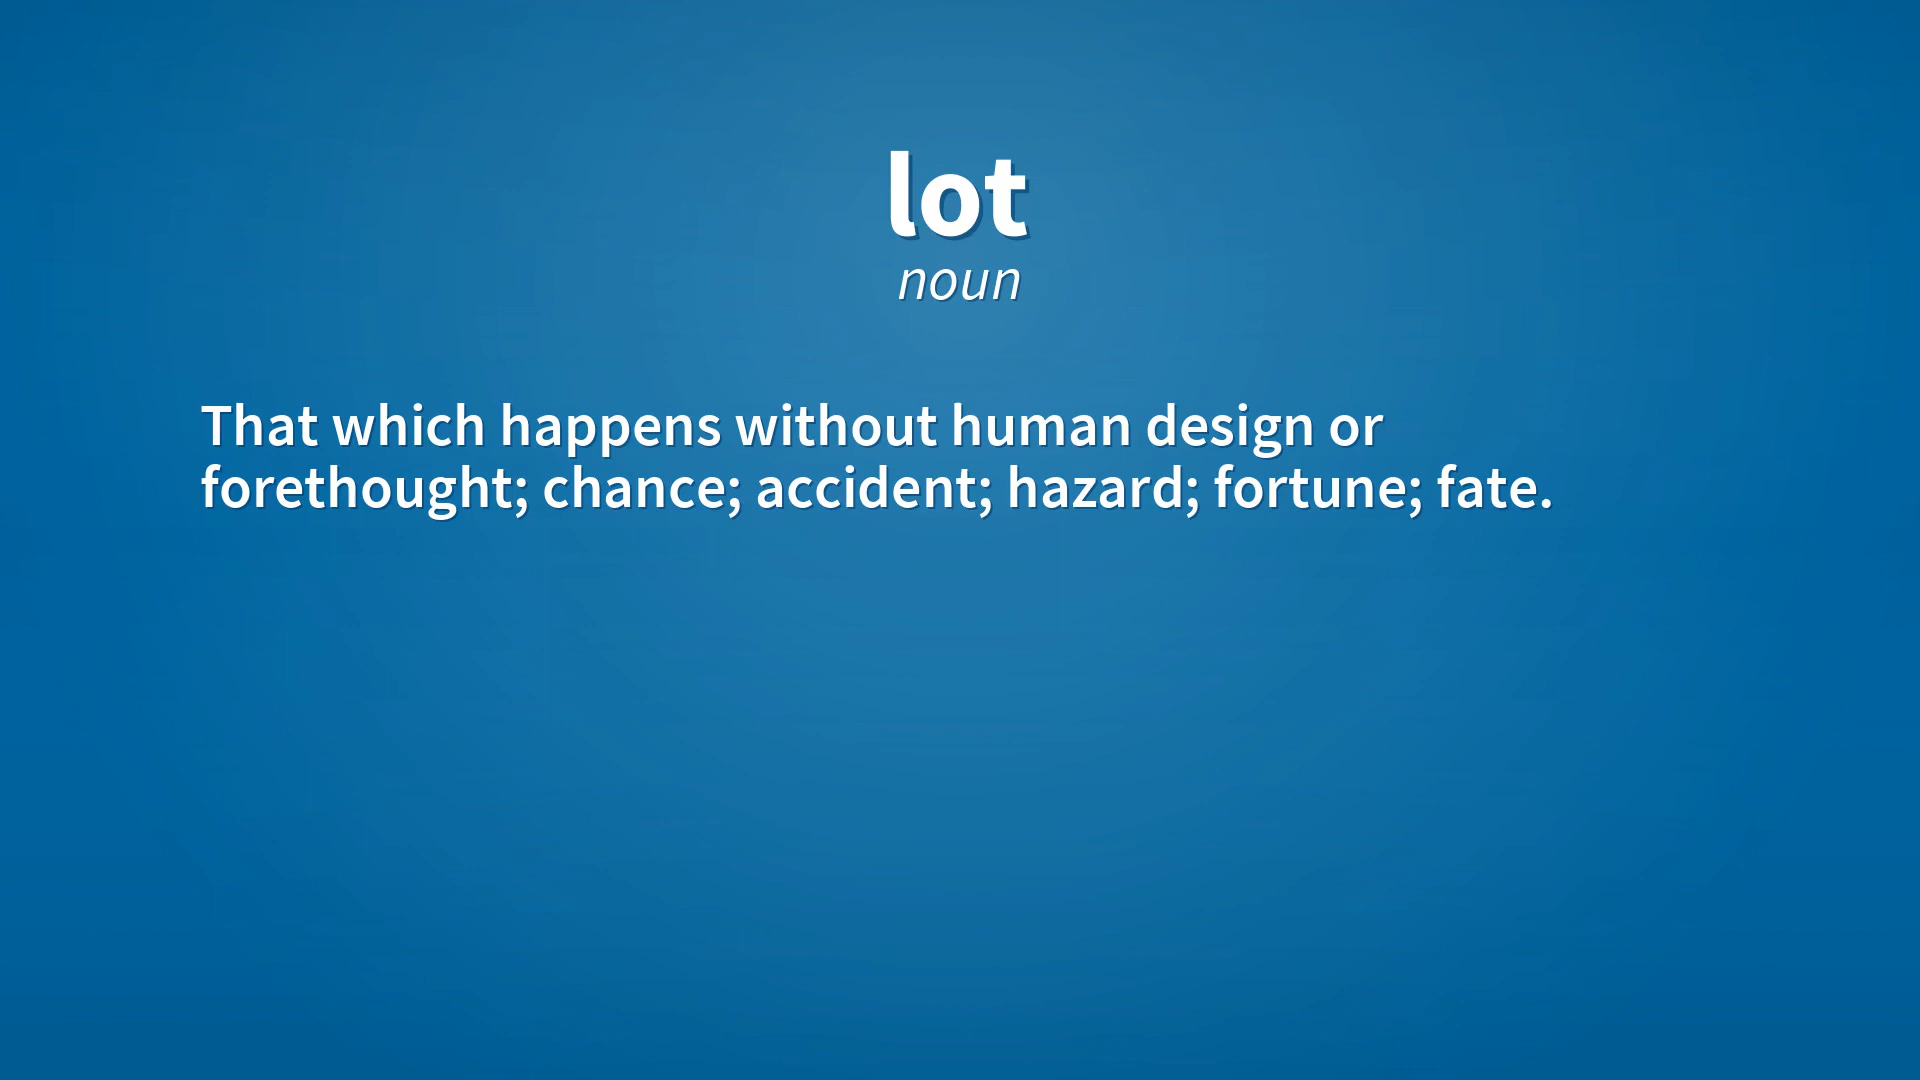 lot
noun
That which happens without human design or
forethought; chance; accident; hazard; fortune; fate.